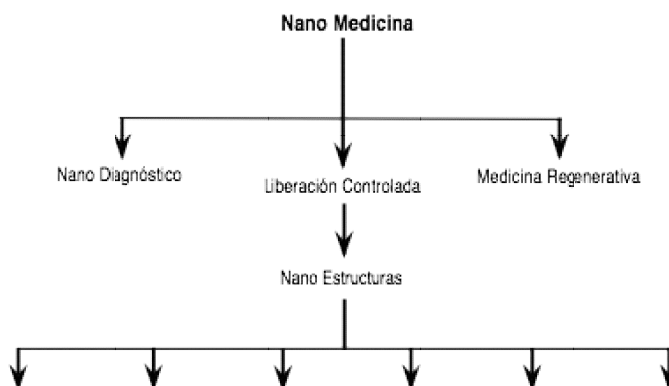 Nano Medicina
Nano Diagnóstico
Liberación Controlada
Medicina Regenerativa
Nano Estructuras